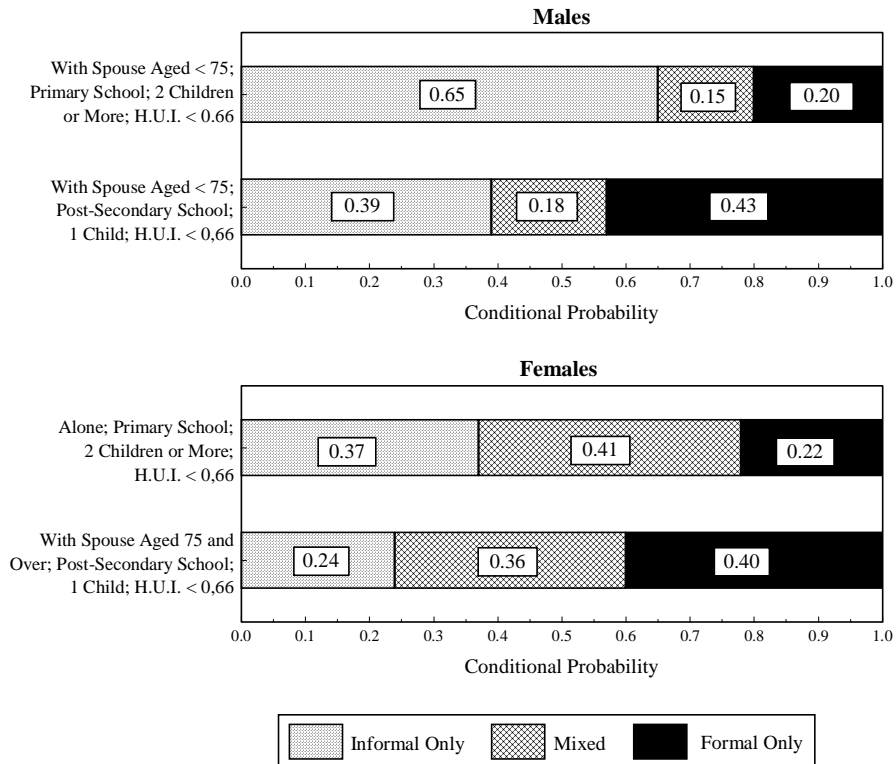 Males
With Spouse Aged < 75;
Primary School; 2 Children
or More; H.U.I. < 0.66
0.65
0.15
0.20
With Spouse Aged < 75;
Post-Secondary School;
1 Child; H.U.I. < 0,66
0.39
0.18
0.43
0.0 0.1 0.2 0.3 0.4 0.5 0.6 0.7 0.8 0.9 1.0
Conditional Probability
Females
Alone; Primary School;
2 Children or More;
H.U.I. < 0,66
0.37
0.41
0.22
With Spouse Aged 75 and
Over; Post-Secondary School;
1 Child; H.U.I. < 0,66
0.24
0.36
0.40
0.0 0.1 0.2 0.3 0.4 0.5 0.6 0.7 0.8 0.9 1.0
Conditional Probability
Informal Only
Mixed
Formal Only